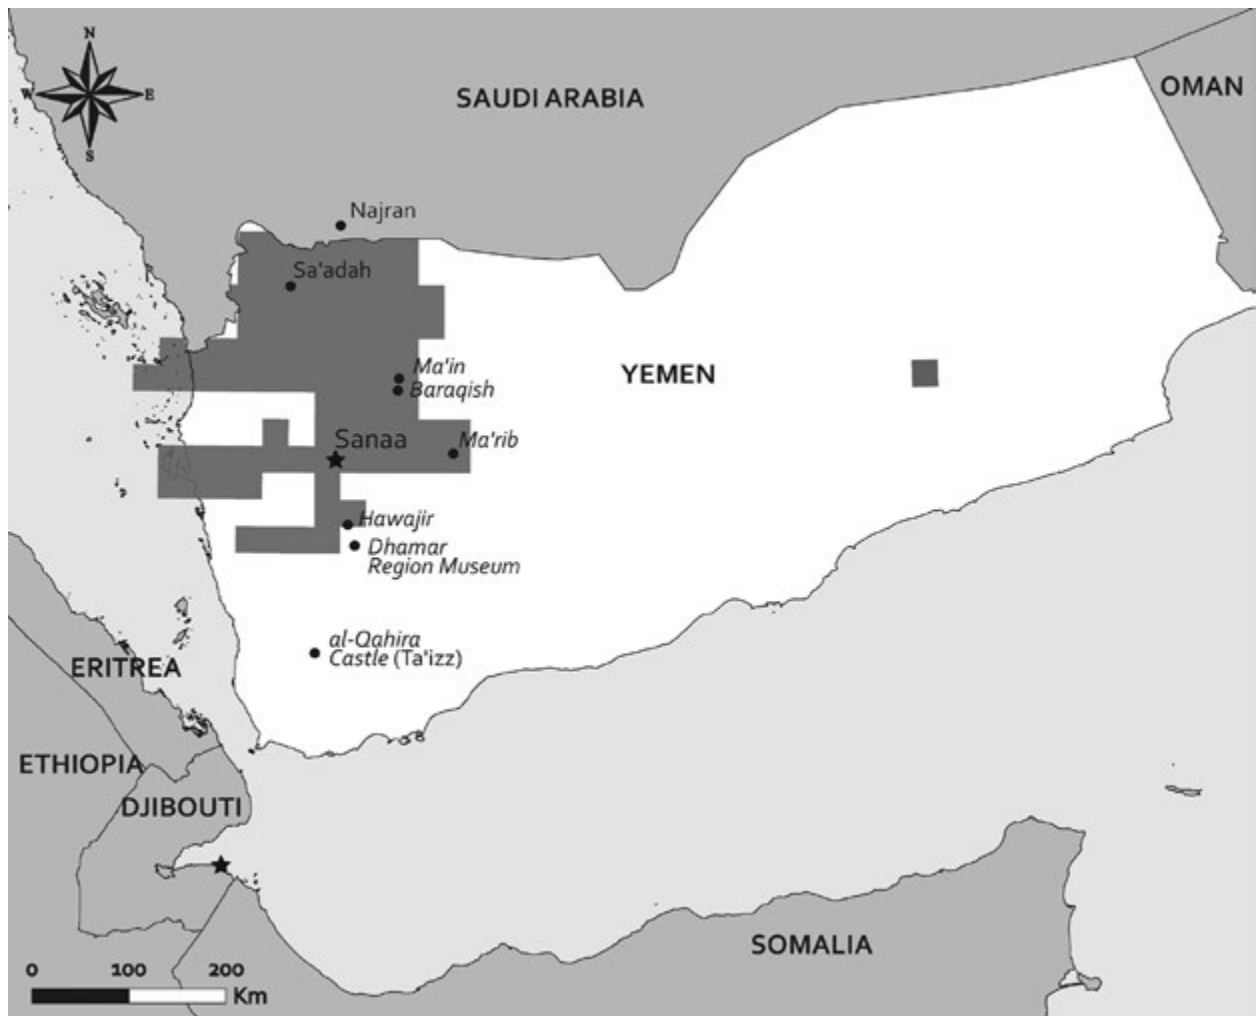 N
W
E
S
SAUDI ARABIA
OMAN
Najran
Sa'adah
Ma'in
Baraqish
YEMEN
Sanaa
Ma'rib
Hawajir
Dhamar
Region Museum
al-Qahira
Castle (Ta'izz)
ERITREA
ETHIOPIA
DJIBOUTI
SOMALIA
0 100 200
Km